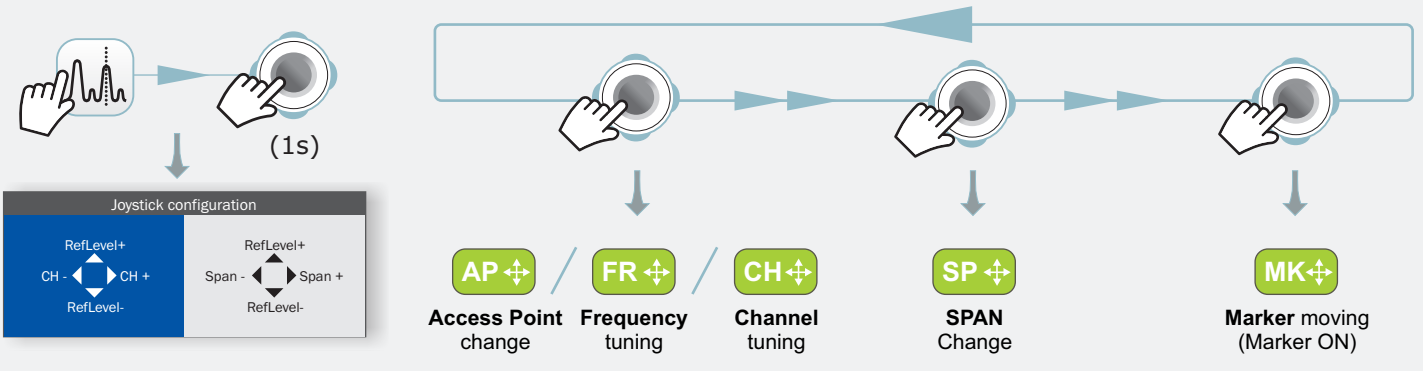 (1s)
Joystick configuration
RefLevel+
CH - CH +
RefLevel-
RefLevel+
Span - Span +
RefLevel-
AP
FR
CH
SP
MK
Access Point
change
Frequency
tuning
Channel
tuning
SPAN
Change
Marker moving
(Marker ON)